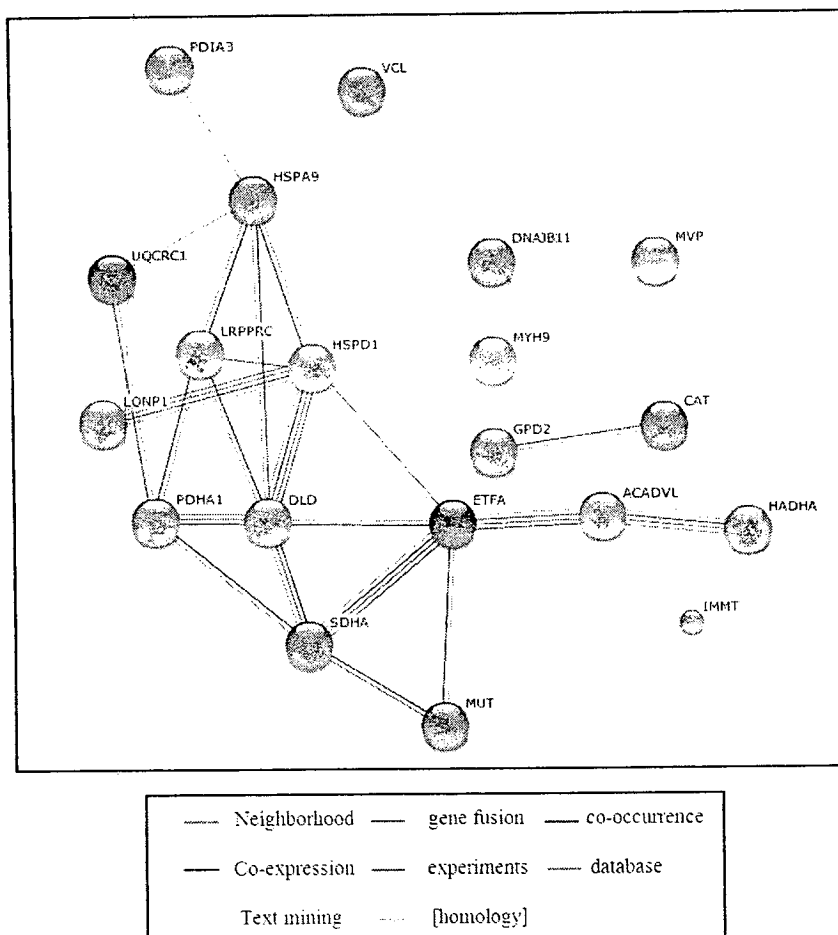 PDIA3
VCL
HSPA9
DNAJB11
MVP
UQCRC1
LRPPRC
HSPD1
MYH9
LONP1
GPD2
CAT
PDHA1
DLD
ETFA
ACADVL
HADHA
IMMT
SDHA
MUT
Neighborhood gene fusion co-occurrence
Co-expression experiments database
Text mining [homology]